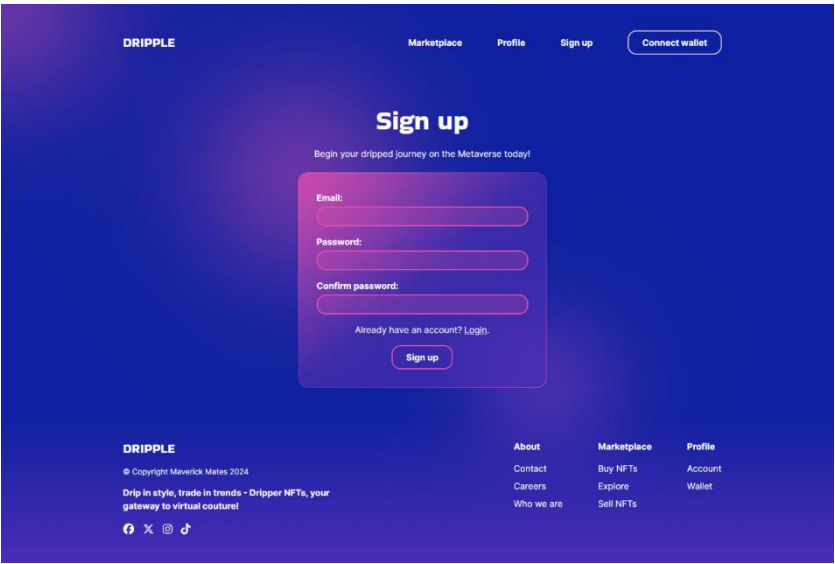 DRIPPLE
Marketplace
Profile
Sign up
Connect wallet
Sign up
Begin your dripped journey on the Metaverse today!
Email:
Password:
Confirm password:
Already have an account? Login.
Sign up
DRIPPLE
© Copyright Maverick Mates 2024
Drip in style, trade in trends - Dripper NFTs, your
gateway to virtual couture!
About
Contact
Careers
Who we are
Marketplace
Buy NFTs
Explore
Sell NFTs
Profile
Account
Wallet